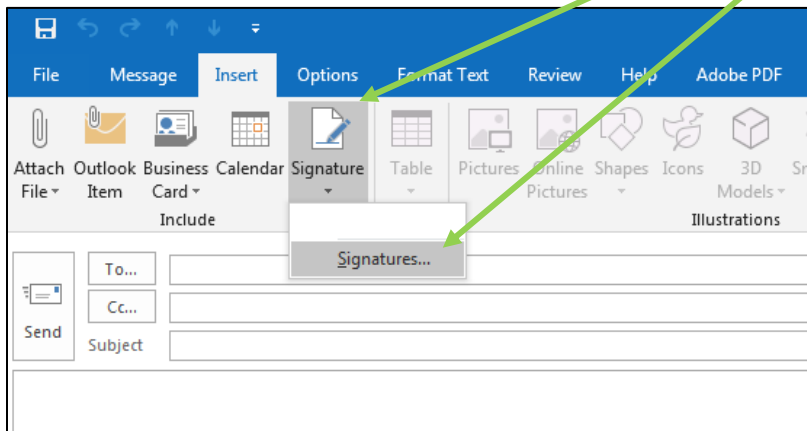 File Message Insert Options Format Text Review Help Adobe PDF
Attach Outlook Business Calendar Signature Table Pictures Online Shapes Icons 3D
File Item Card Pictures Models
Include Illustrations
Signatures...
To...
Cc...
Send
Subject